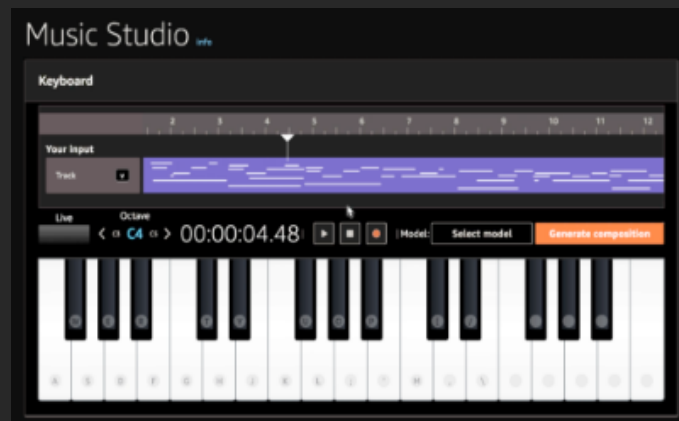 Music Studio info
Keyboard
2 3 4 5 6 7 8 9 10 11 12
Your input
Track
Live
Octave
C4
00:00:04.48
Model:
Select model
Generate composition
A S D F G H J K L